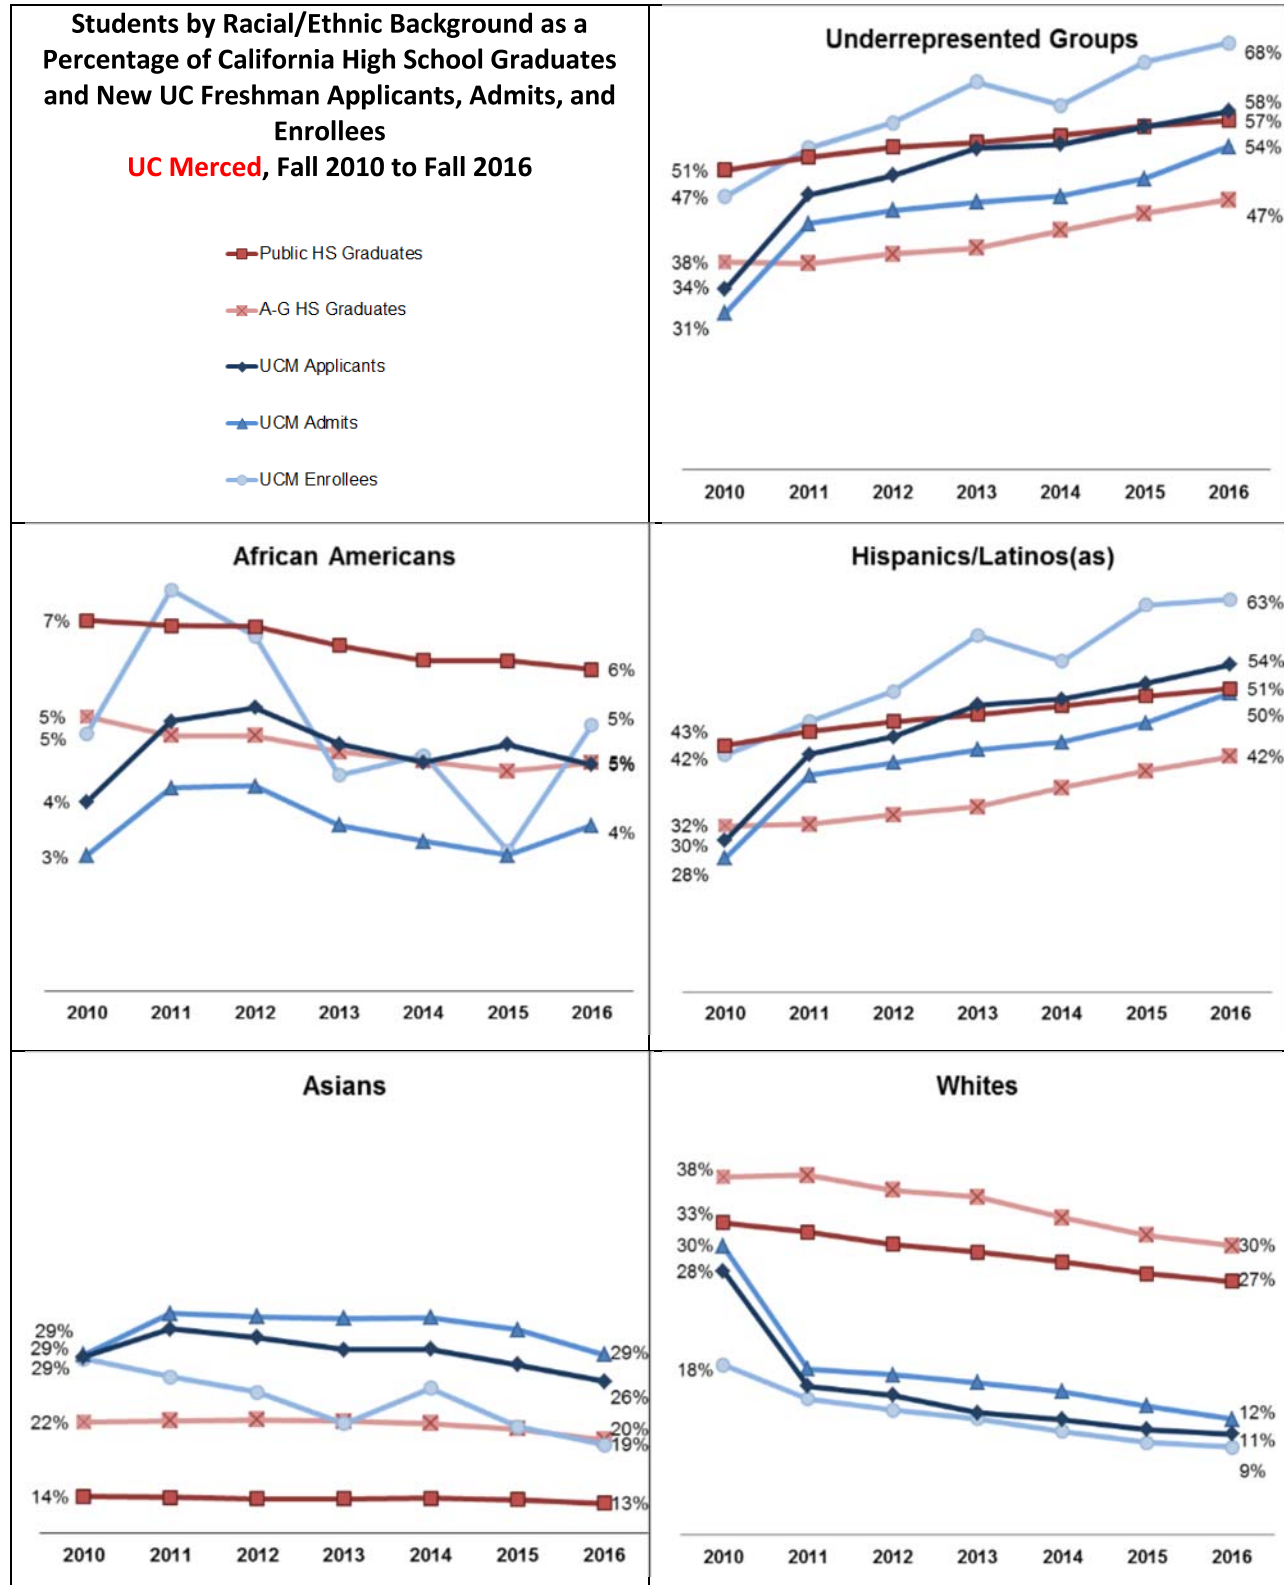 Students by Racial/Ethnic Background as a
Percentage of California High School Graduates
and New UC Freshman Applicants, Admits, and
Enrollees
UC Merced, Fall 2010 to Fall 2016
Public HS Graduates
A-G HS Graduates
UCM Applicants
UCM Admits
UCM Enrollees
Underrepresented Groups
68%
58%
57%
54%
47%
51%
47%
38%
34%
31%
2010 2011 2012 2013 2014 2015 2016
African Americans
7%
5%
5%
4%
3%
6%
5%
5%
4%
2010 2011 2012 2013 2014 2015 2016
Hispanics/Latinos(as)
43%
42%
32%
30%
28%
63%
54%
51%
50%
42%
2010 2011 2012 2013 2014 2015 2016
Asians
29%
29%
29%
22%
14%
29%
26%
20%
19%
13%
2010 2011 2012 2013 2014 2015 2016
Whites
38%
33%
30%
28%
18%
30%
27%
12%
11%
9%
2010 2011 2012 2013 2014 2015 2016